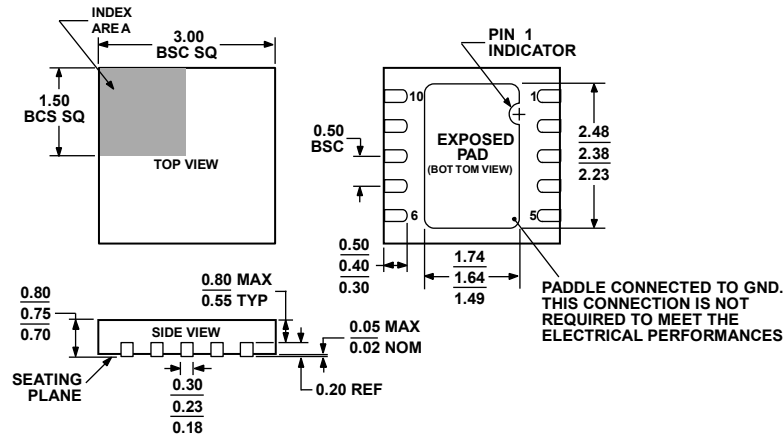 INDEX
AREA
3.00
BSC SQ
1.50
BCS SQ
TOP VIEW
PIN 1
INDICATOR
10
1
0.50
BSC
EXPOSED
PAD
(BOT TOM VIEW)
2.48
2.38
2.23
6
5
0.50
0.40
0.30
1.74
1.64
1.49
PADDLE CONNECTED TO GND.
THIS CONNECTION IS NOT
REQUIRED TO MEET THE
ELECTRICAL PERFORMANCES
0.80
0.75
0.70
0.80 MAX
0.55 TYP
SIDE VIEW
0.05 MAX
0.02 NOM
SEATING
PLANE
0.30
0.23
0.18
0.20 REF